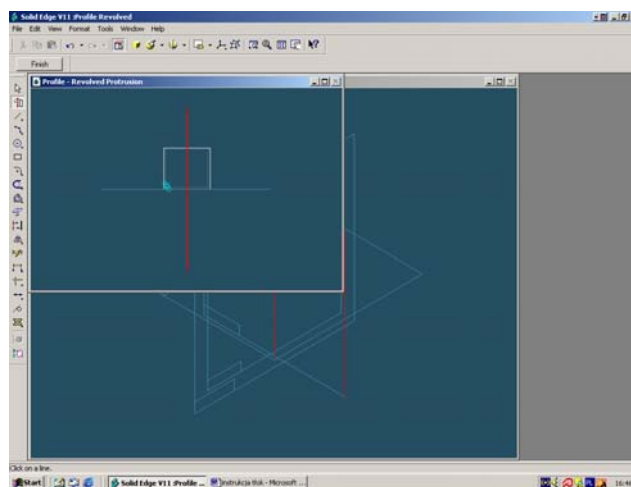 Solid Edge V11 :Profile Revolved
File Edit View Format Tools Window Help
Finish
Profile - Revolved Protrusion
Click on a line.
Start
Solid Edge V11 :Profile ...
instrukcja tłok - Microsoft ...
16:46